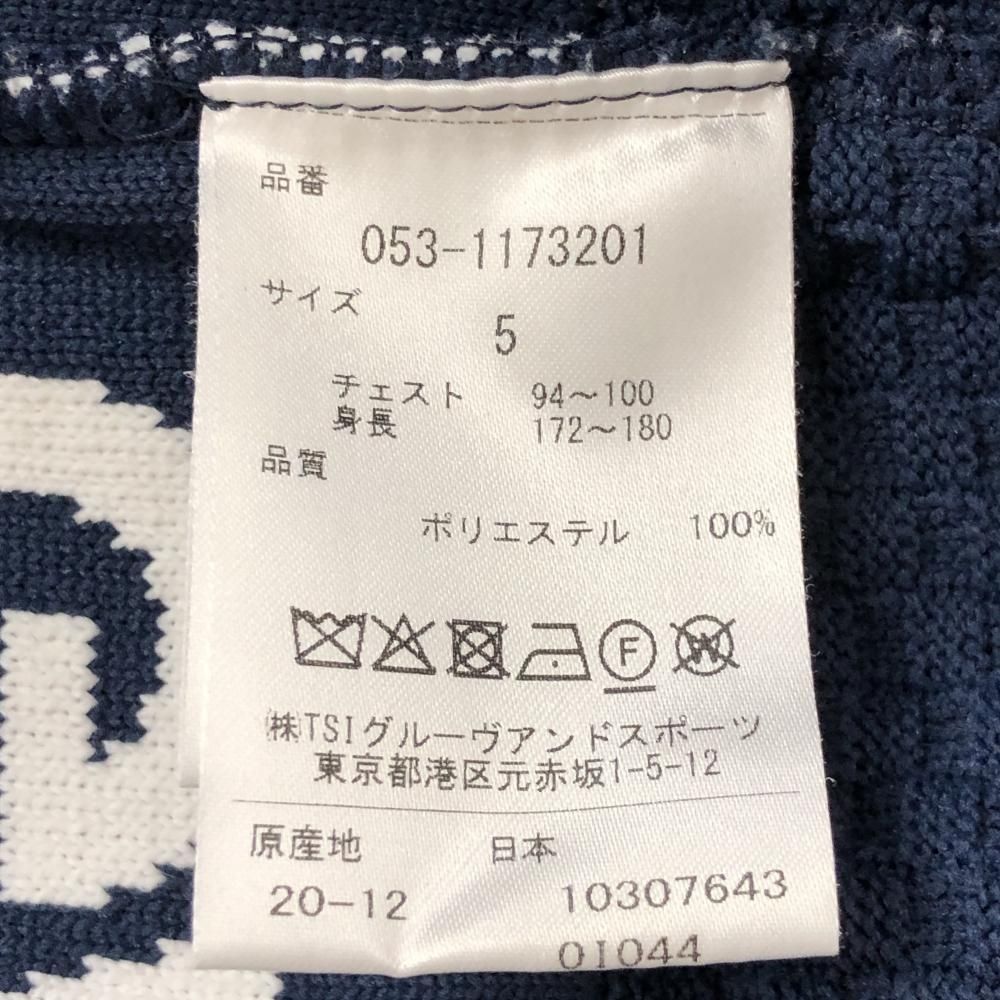 品番
053-1173201
サイズ
5
チェスト 94～100
身長 172～180
品質
ポリエステル 100%
F W
㈱TSIグルーヴアンドスポーツ
東京都港区元赤坂1-5-12
原産地 日本
20-12 10307643
01044